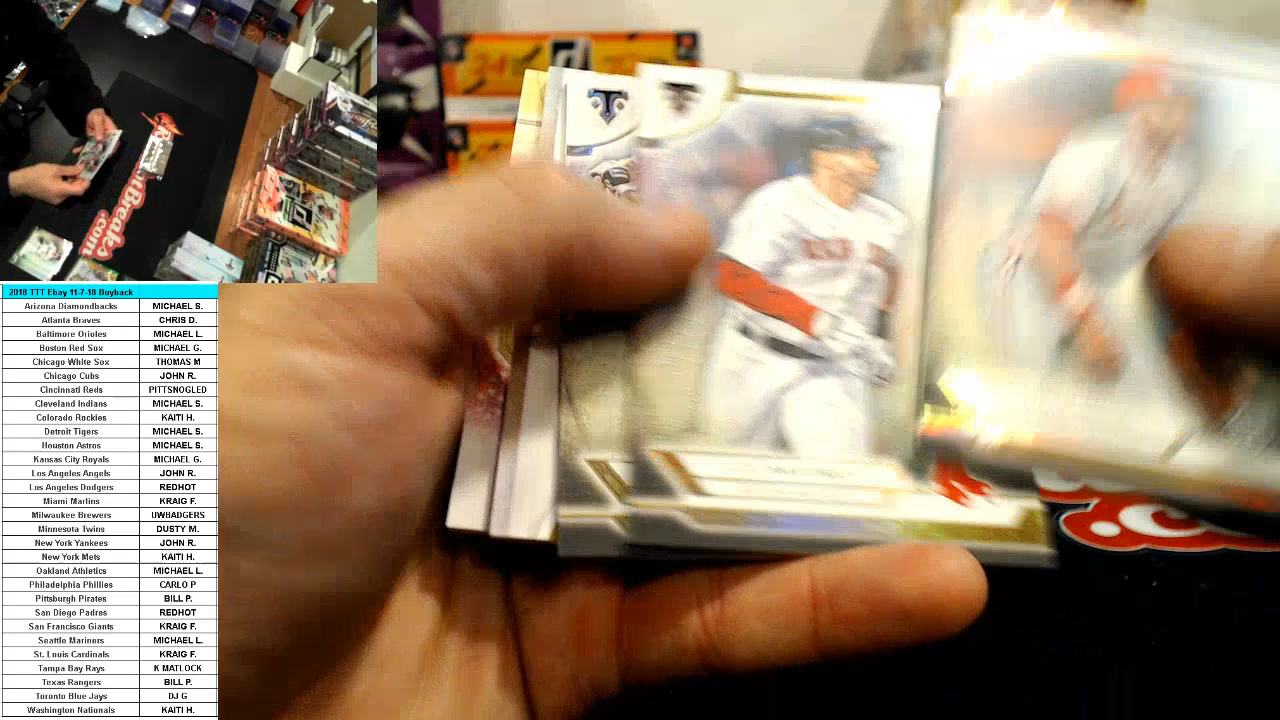 2018 TTT Ebay 11-7-18 Buyback
Arizona Diamondbacks MICHAEL S.
Atlanta Braves CHRIS D.
Baltimore Orioles MICHAEL L.
Boston Red Sox MICHAEL G.
Chicago White Sox THOMAS M
Chicago Cubs JOHN R.
Cincinnati Reds PITTSNOGLED
Cleveland Indians MICHAEL S.
Colorado Rockies KAITI H.
Detroit Tigers MICHAEL S.
Houston Astros MICHAEL S.
Kansas City Royals MICHAEL G.
Los Angeles Angels JOHN R.
Los Angeles Dodgers REDHOT
Miami Marlins KRAIG F.
Milwaukee Brewers UWBADGERS
Minnesota Twins DUSTY M.
New York Yankees JOHN R.
New York Mets KAITI H.
Oakland Athletics MICHAEL L.
Philadelphia Phillies CARLO P
Pittsburgh Pirates BILL P.
San Diego Padres REDHOT
San Francisco Giants KRAIG F.
Seattle Mariners MICHAEL L.
St. Louis Cardinals KRAIG F.
Tampa Bay Rays K MATLOCK
Texas Rangers BILL P.
Toronto Blue Jays DJ G
Washington Nationals KAITI H.
tBreaks
.com
24